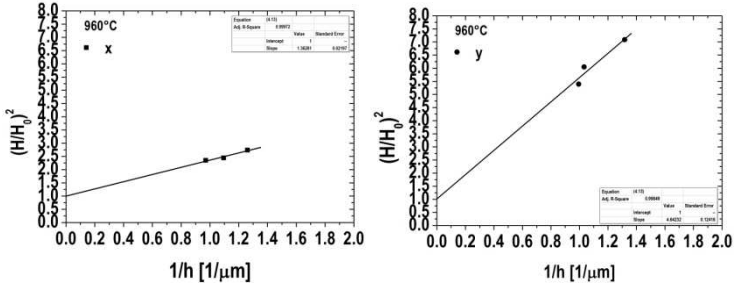 8.0
7.5
7.0
6.5
6.0
5.5
5.0
4.5
4.0
3.5
3.0
2.5
2.0
1.5
1.0
0.5
0.0
(H/H₀)²
960°C
x
Equation
Adj. R-Square
Value Standard Error
Intercept 1 --
Slope
0.0 0.2 0.4 0.6 0.8 1.0 1.2 1.4 1.6 1.8 2.0
1/h [1/μm]
8.0
7.5
7.0
6.5
6.0
5.5
5.0
4.5
4.0
3.5
3.0
2.5
2.0
1.5
1.0
0.5
0.0
(H/H₀)²
960°C
y
Equation
Adj. R-Square
Value Standard Error
Intercept 1 --
Slope
0.0 0.2 0.4 0.6 0.8 1.0 1.2 1.4 1.6 1.8 2.0
1/h [1/μm]